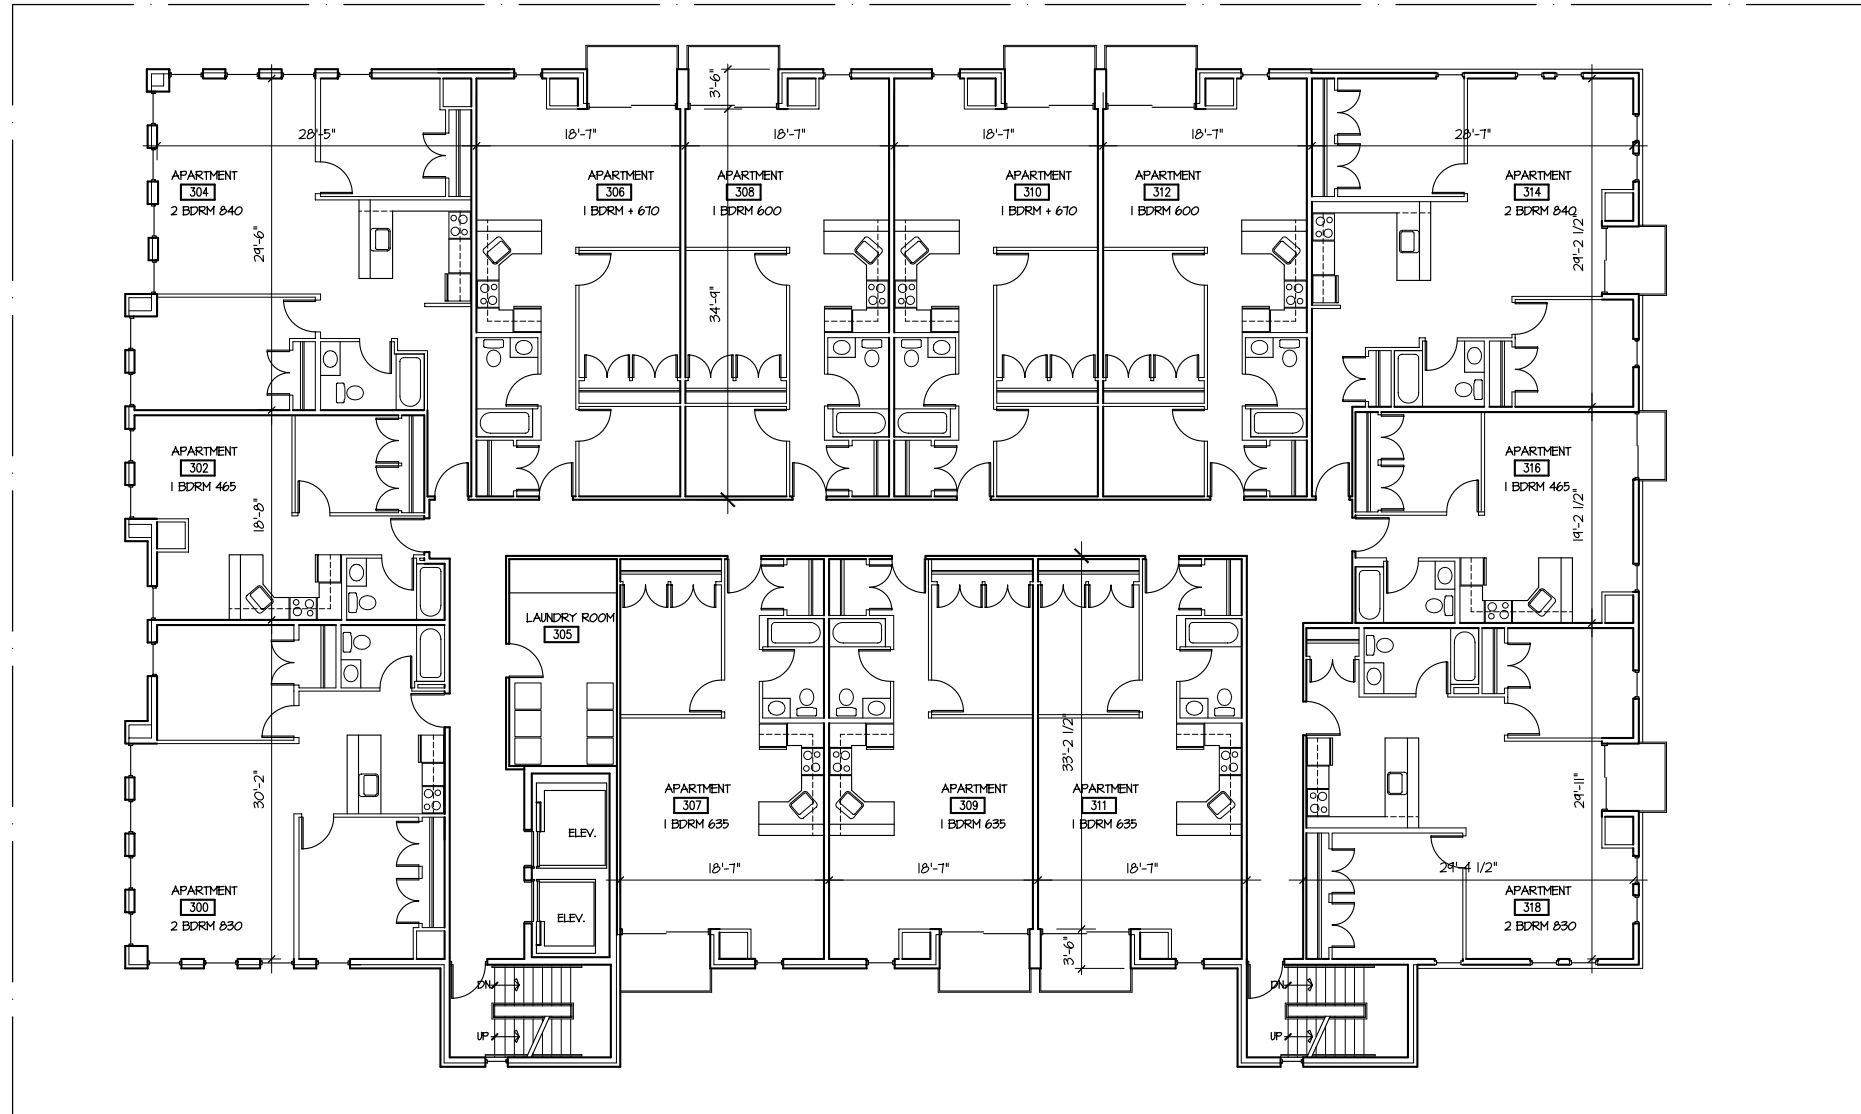 3'-6"
28'-5"
18'-7"
18'-7"
18'-7"
18'-7"
28'-7"
APARTMENT
304
2 BDRM 840
APARTMENT
306
1 BDRM + 670
APARTMENT
308
1 BDRM 600
APARTMENT
310
1 BDRM + 670
APARTMENT
312
1 BDRM 600
APARTMENT
314
2 BDRM 840
29'-6"
34'-9"
29'-2 1/2"
APARTMENT
302
1 BDRM 465
APARTMENT
316
1 BDRM 465
18'-8"
19'-2 1/2"
LAUNDRY ROOM
305
33'-2 1/2"
30'-2"
29'-11"
APARTMENT
307
1 BDRM 635
APARTMENT
309
1 BDRM 635
APARTMENT
311
1 BDRM 635
ELEV.
18'-7"
18'-7"
18'-7"
29'-4 1/2"
APARTMENT
300
2 BDRM 830
ELEV.
APARTMENT
318
2 BDRM 830
3'-6"
DN
DN
UP
UP